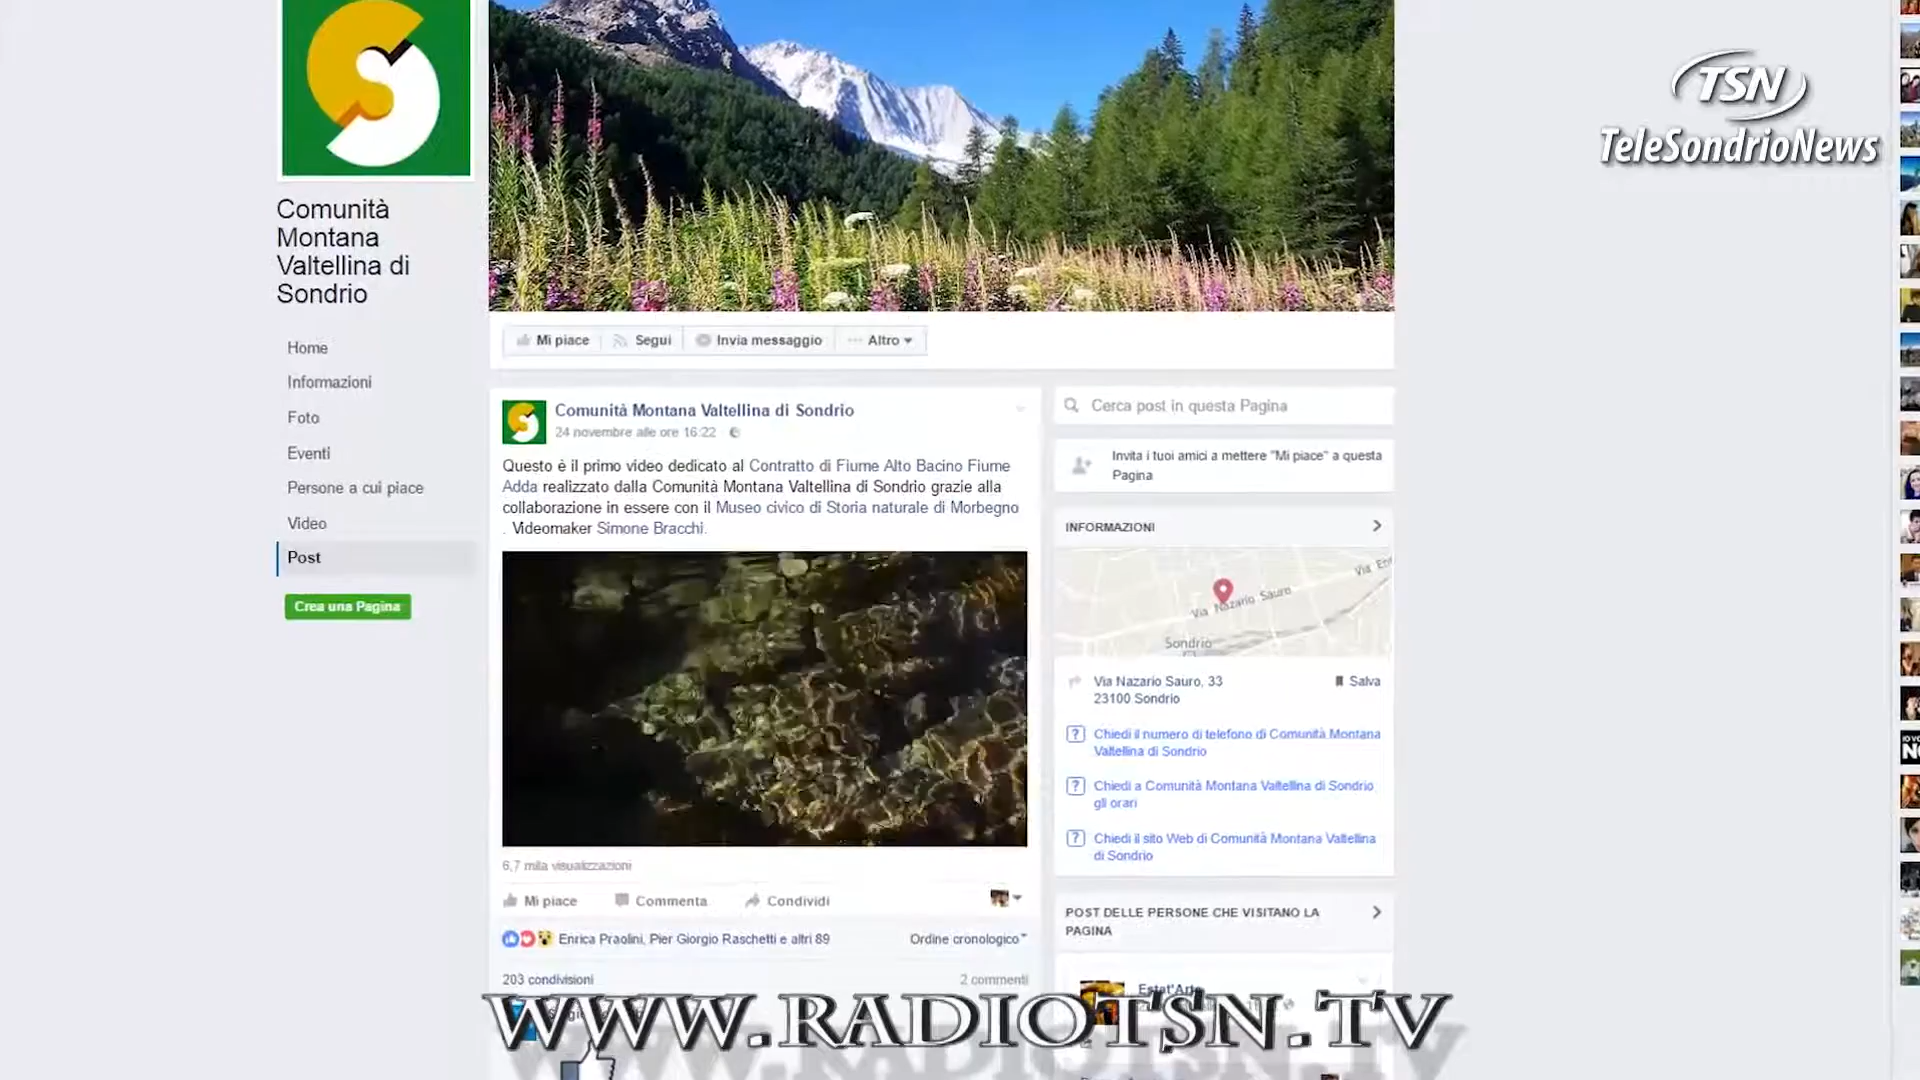 TSN
TeleSondrioNews
Comunità
Montana
Valtellina di
Sondrio
Home
Informazioni
Foto
Eventi
Persone a cui piace
Video
Post
Crea una Pagina
Mi piace
Segui
Invia messaggio
Altro
Comunità Montana Valtellina di Sondrio
24 novembre alle ore 16:22
Questo è il primo video dedicato al Contratto di Fiume Alto Bacino Fiume
Adda realizzato dalla Comunità Montana Valtellina di Sondrio grazie alla
collaborazione in essere con il Museo civico di Storia naturale di Morbegno
. Videomaker Simone Bracchi.
6,7 mila visualizzazioni
Mi piace
Commenta
Condividi
Enrica Praolini, Pier Giorgio Raschetti e altri 89
Ordine cronologico
203 condivisioni
2 commenti
Cerca post in questa Pagina
Invita i tuoi amici a mettere "Mi piace" a questa
Pagina
INFORMAZIONI
Via Nazario Sauro
Sondrio
Via Nazario Sauro, 33
23100 Sondrio
Salva
Chiedi il numero di telefono di Comunità Montana
Valtellina di Sondrio
Chiedi a Comunità Montana Valtellina di Sondrio
gli orari
Chiedi il sito Web di Comunità Montana Valtellina
di Sondrio
POST DELLE PERSONE CHE VISITANO LA
PAGINA
WWW.RADIOTSN.TV